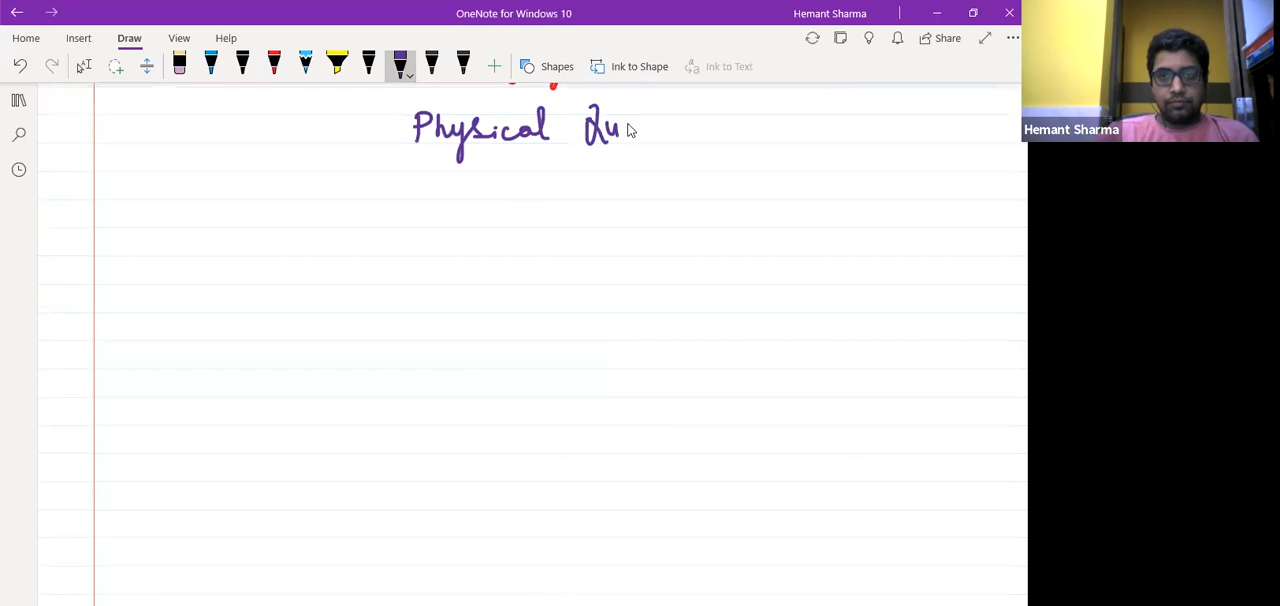 OneNote for Windows 10
Hemant Sharma
Home Insert Draw View Help
Share
Shapes Ink to Shape Ink to Text
Hemant Sharma
Physical Qu